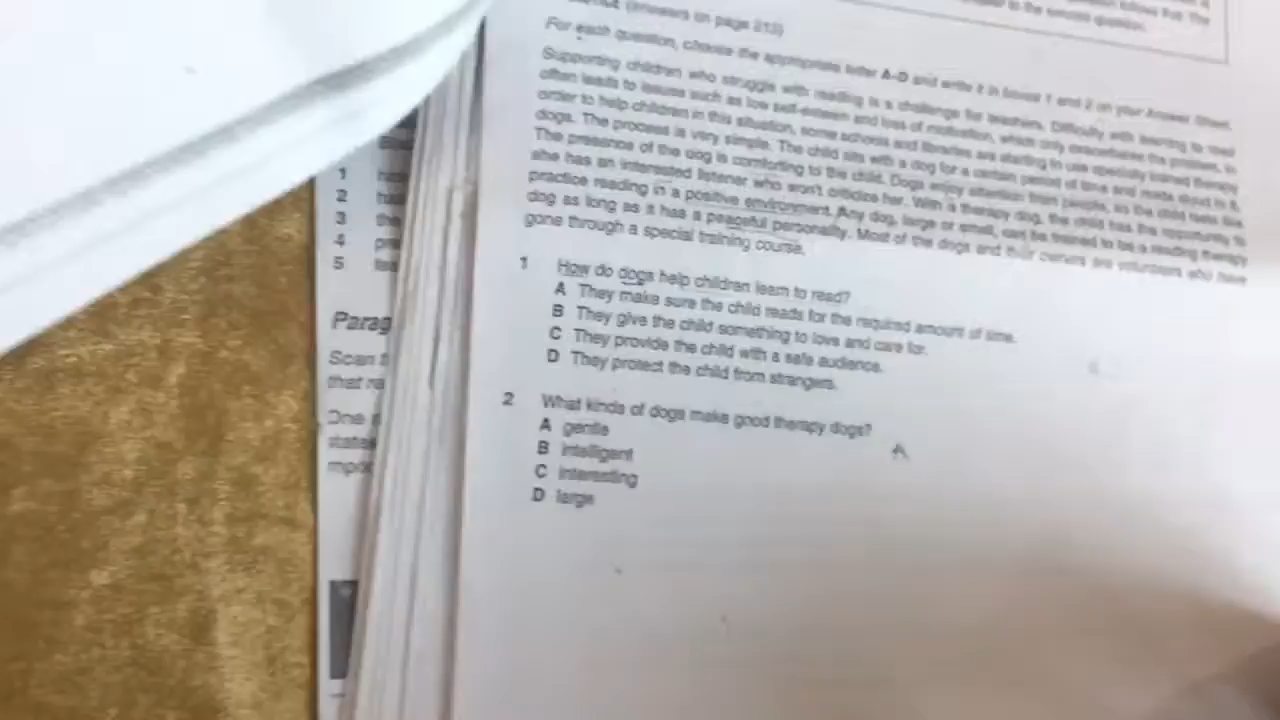 (answers on page 213)
For each question, choose the appropriate letter A-D and write it in boxes 1 and 2 on your Answer Sheet.
Supporting children who struggle with reading is a challenge for teachers. Difficulty with learning to read
often leads to issues such as low self-esteem and loss of motivation, which only exacerbates the problem. In
order to help children in this situation, some schools and libraries are starting to use specially trained therapy
dogs. The process is very simple. The child sits with a dog for a certain period of time and reads aloud to it.
The presence of the dog is comforting to the child. Dogs enjoy attention from people, so the child feels like
she has an interested listener who won't criticize her. With a therapy dog, the child has the opportunity to
practice reading in a positive environment. Any dog, large or small, can be trained to be a reading therapy
dog as long as it has a peaceful personality. Most of the dogs and their owners are volunteers who have
gone through a special training course.
1 How do dogs help children learn to read?
A They make sure the child reads for the required amount of time.
B They give the child something to love and care for.
C They provide the child with a safe audience.
D They protect the child from strangers.
2 What kinds of dogs make good therapy dogs?
A gentle
A
B intelligent
C interesting
D large
1
2
3 the
4
5
Parag
Scan
that re
One
state